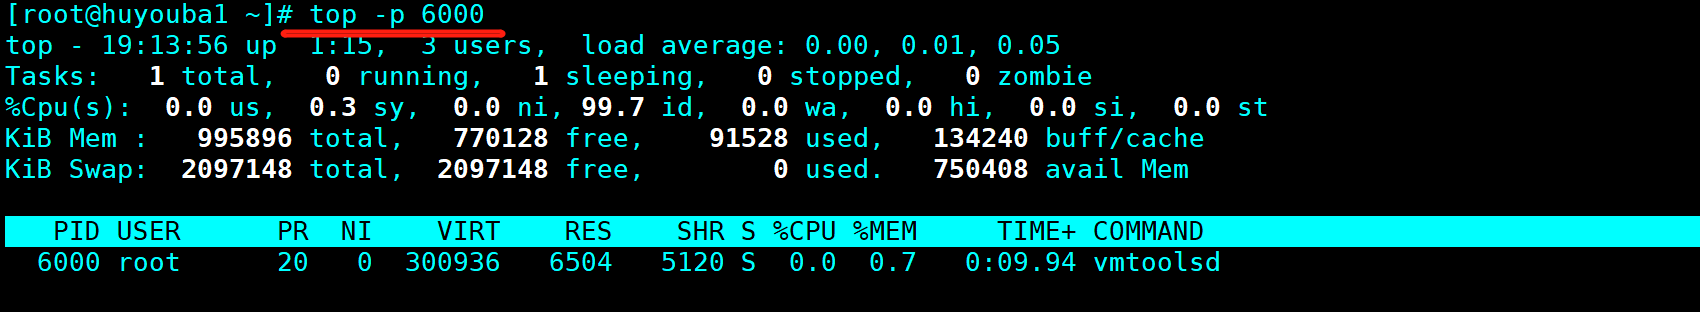 [root@huyouba1 ~]# top -p 6000
top - 19:13:56 up  1:15,  3 users,  load average: 0.00, 0.01, 0.05
Tasks:   1 total,   0 running,   1 sleeping,   0 stopped,   0 zombie
%Cpu(s):  0.0 us,  0.3 sy,  0.0 ni, 99.7 id,  0.0 wa,  0.0 hi,  0.0 si,  0.0 st
KiB Mem :   995896 total,   770128 free,    91528 used,   134240 buff/cache
KiB Swap:  2097148 total,  2097148 free,        0 used.   750408 avail Mem
   PID USER      PR  NI    VIRT    RES    SHR S %CPU %MEM     TIME+ COMMAND
  6000 root      20   0  300936   6504   5120 S  0.0  0.7   0:09.94 vmtoolsd